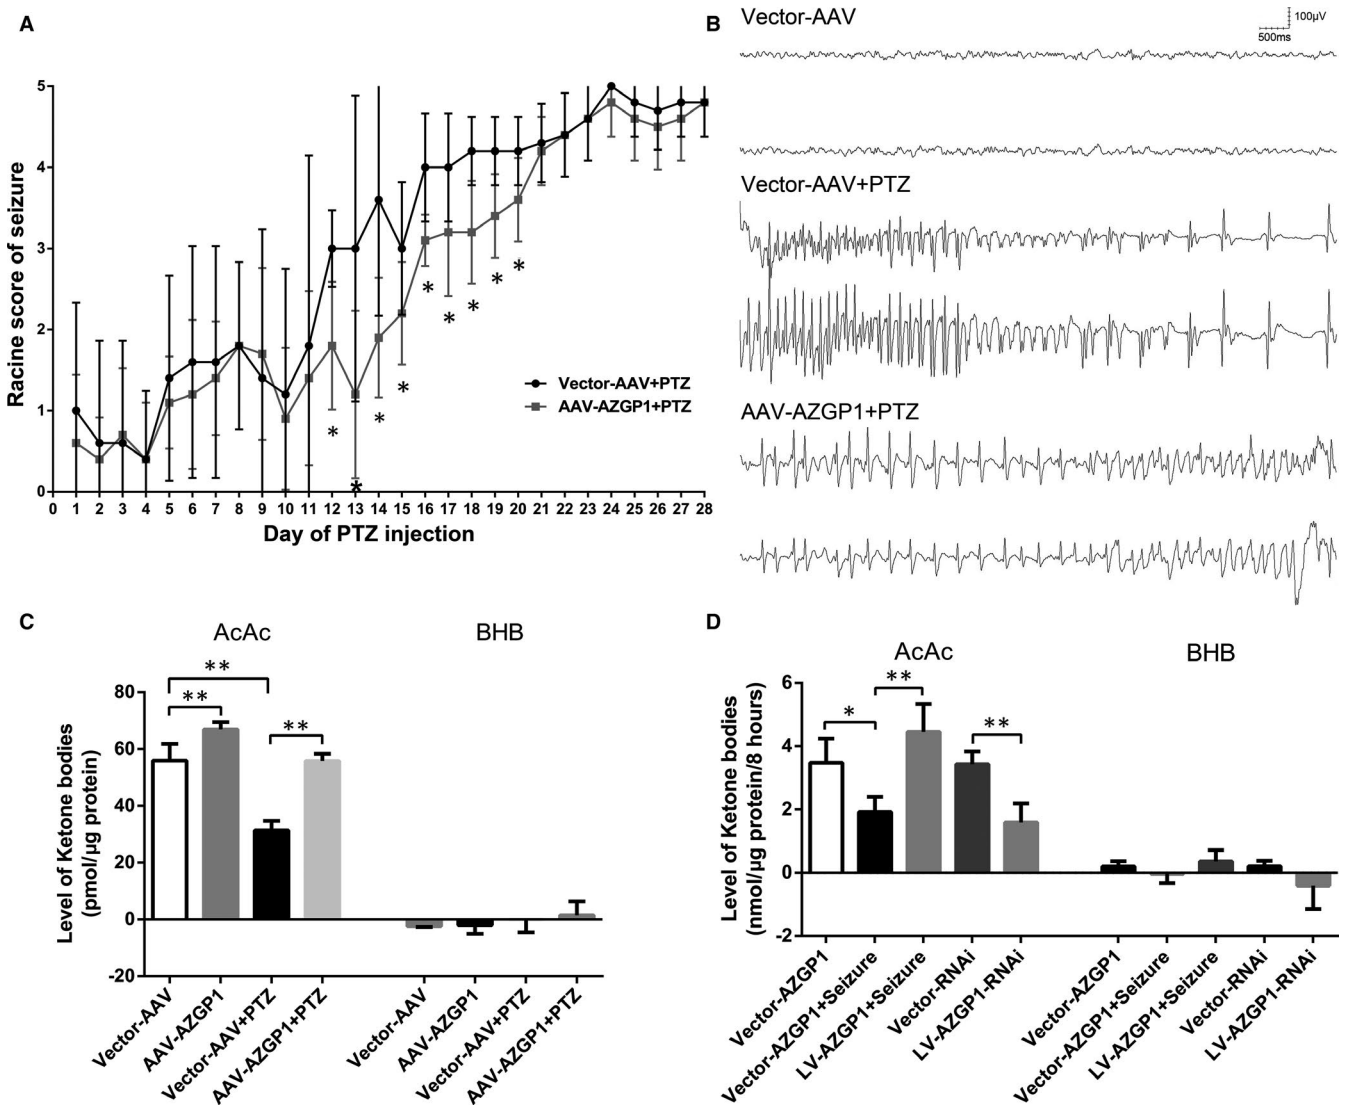 A
Racine score of seizure
5
4
3
2
1
0
0 1 2 3 4 5 6 7 8 9 10 11 12 13 14 15 16 17 18 19 20 21 22 23 24 25 26 27 28
Day of PTZ injection
Vector-AAV+PTZ
AAV-AZGP1+PTZ
* * * * * * * * *
B
Vector-AAV
100μV
500ms
Vector-AAV+PTZ
AAV-AZGP1+PTZ
C
AcAc BHB
Level of Ketone bodies
(pmol/μg protein)
80
60
40
20
0
-20
**
**
**
Vector-AAV
AAV-AZGP1
Vector-AAV+PTZ
AAV-AZGP1+PTZ
Vector-AAV
AAV-AZGP1
Vector-AAV+PTZ
AAV-AZGP1+PTZ
D
AcAc BHB
Level of Ketone bodies
(nmol/μg protein/8 hours)
6
4
2
0
-2
**
*
**
Vector-AZGP1
Vector-AZGP1+Seizure
LV-AZGP1+Seizure
Vector-RNAi
LV-AZGP1-RNAi
Vector-AZGP1
Vector-AZGP1+Seizure
LV-AZGP1+Seizure
Vector-RNAi
LV-AZGP1-RNAi